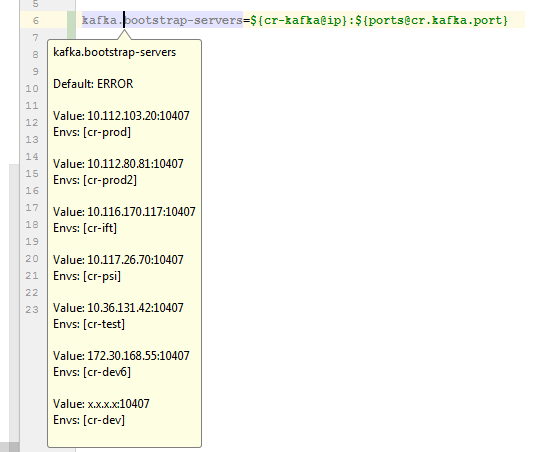 5
6 kafka.bootstrap-servers=${cr-kafka@ip}:${ports@cr.kafka.port}
7
8 kafka.bootstrap-servers
9
10 Default: ERROR
11
12 Value: 10.112.103.20:10407
Envs: [cr-prod]
13
14 Value: 10.112.80.81:10407
15 Envs: [cr-prod2]
16
17 Value: 10.116.170.117:10407
18 Envs: [cr-ift]
19
20 Value: 10.117.26.70:10407
21 Envs: [cr-psi]
22
23 Value: 10.36.131.42:10407
Envs: [cr-test]
Value: 172.30.168.55:10407
Envs: [cr-dev6]
Value: x.x.x.x:10407
Envs: [cr-dev]